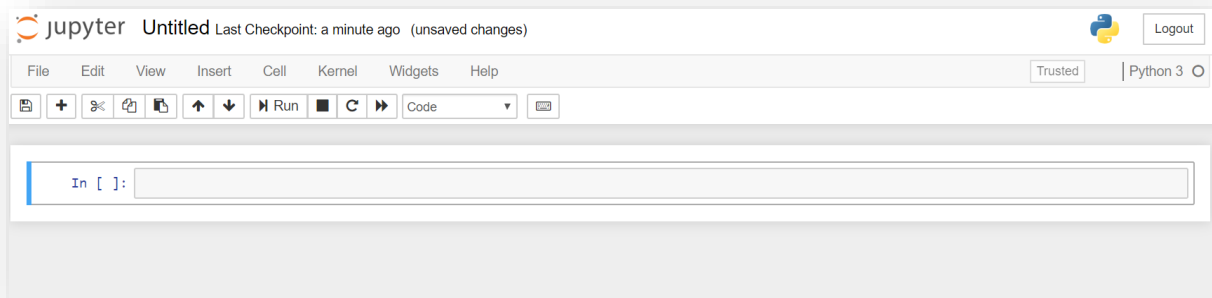 jupyter Untitled Last Checkpoint: a minute ago (unsaved changes) Logout
File Edit View Insert Cell Kernel Widgets Help Trusted Python 3
Run Code
In [ ]: